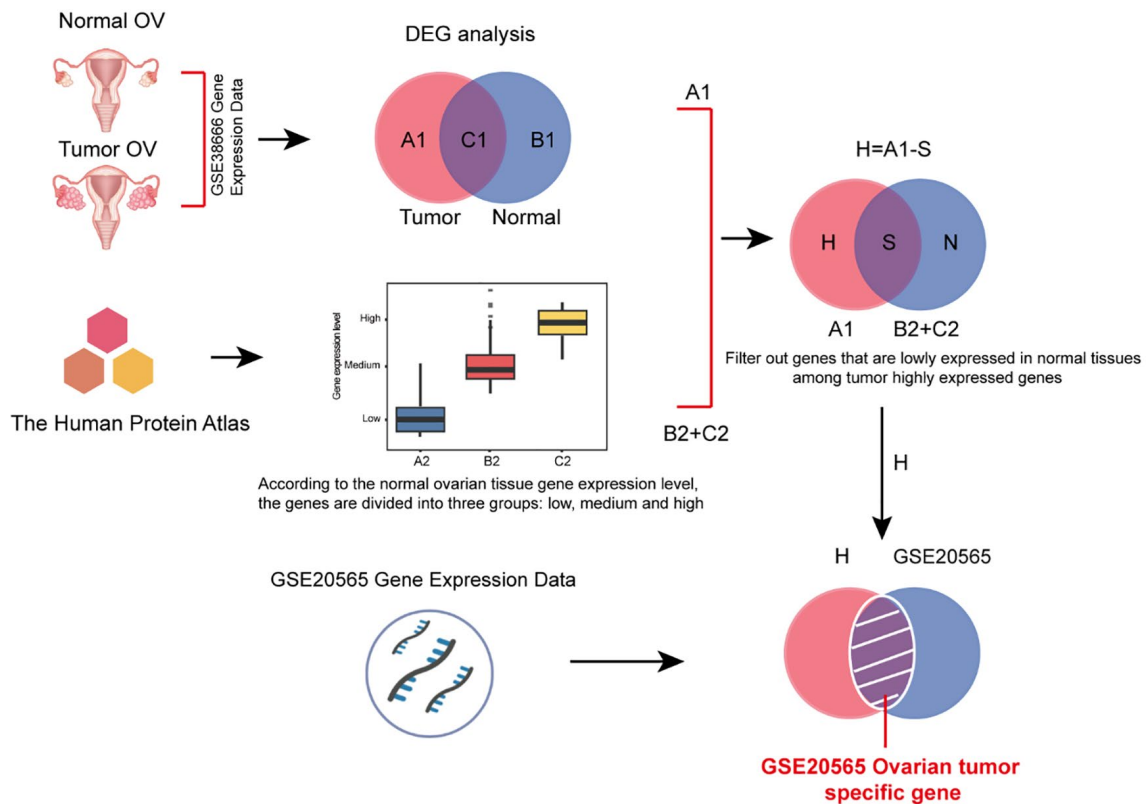 Normal OV
Tumor OV
GSE38666 Gene
Expression Data
DEG analysis
A1
C1
B1
Tumor
Normal
A1
B2+C2
H=A1-S
H
S
N
A1
B2+C2
Filter out genes that are lowly expressed in normal tissues
among tumor highly expressed genes
The Human Protein Atlas
Gene expression level
High
Medium
Low
A2
B2
C2
According to the normal ovarian tissue gene expression level,
the genes are divided into three groups: low, medium and high
H
GSE20565 Gene Expression Data
H
GSE20565
GSE20565 Ovarian tumor
specific gene